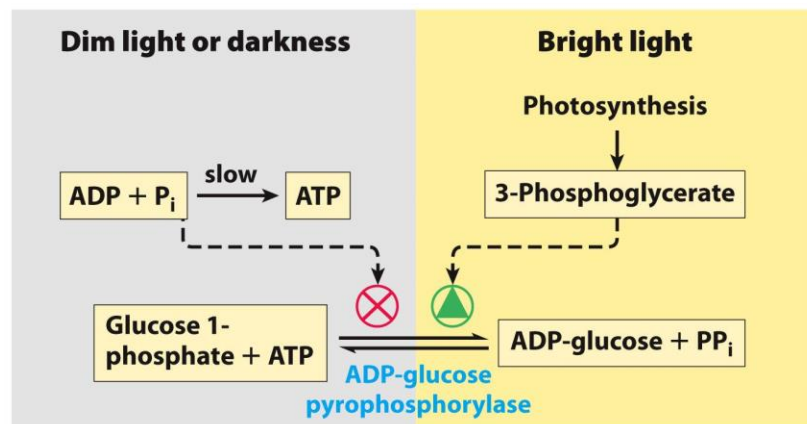 Dim light or darkness
Bright light
Photosynthesis
ADP + Pᵢ
slow
ATP
3-Phosphoglycerate
Glucose 1-
phosphate + ATP
ADP-glucose + PPᵢ
ADP-glucose
pyrophosphorylase